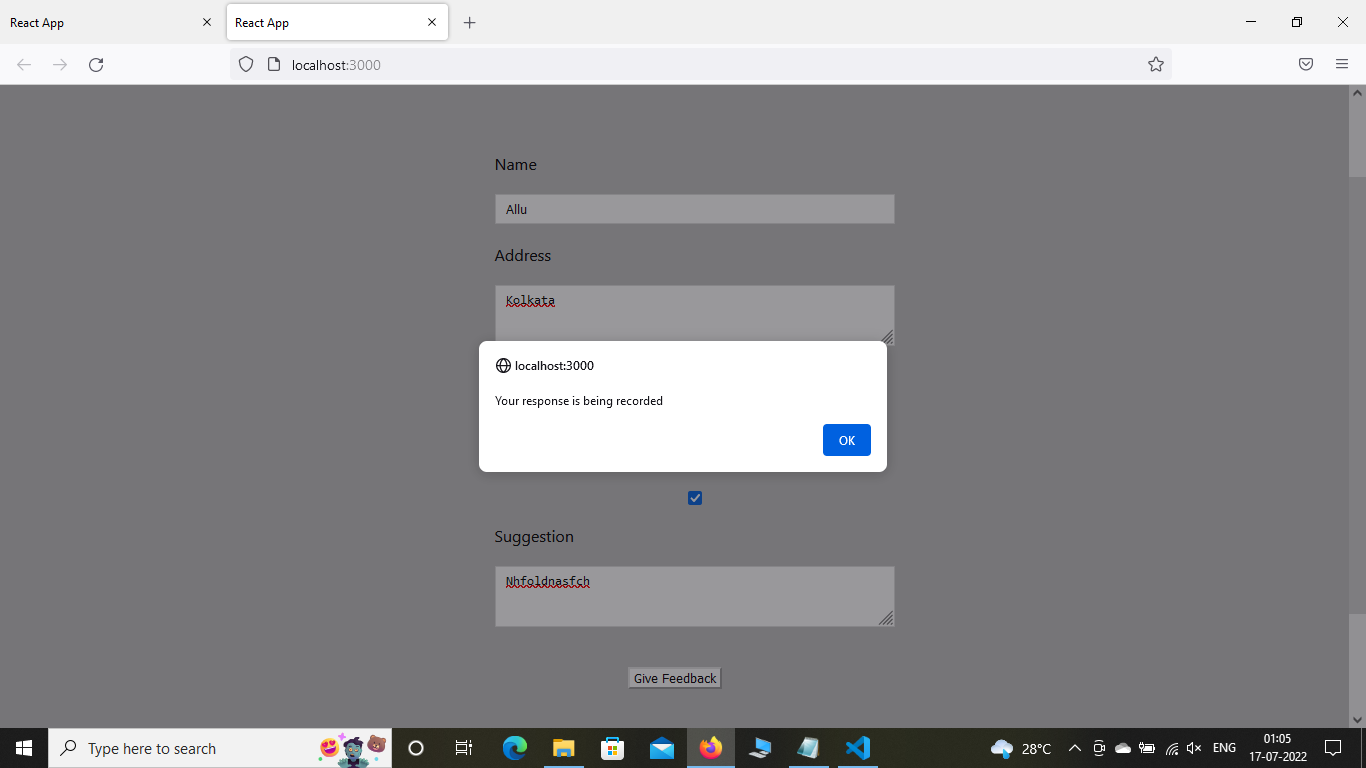 React App
React App
localhost:3000
Name
Allu
Address
Kolkata
localhost:3000
Your response is being recorded
OK
Suggestion
Nhfoldnasfch
Give Feedback
Type here to search
28°C
ENG
01:05
17-07-2022